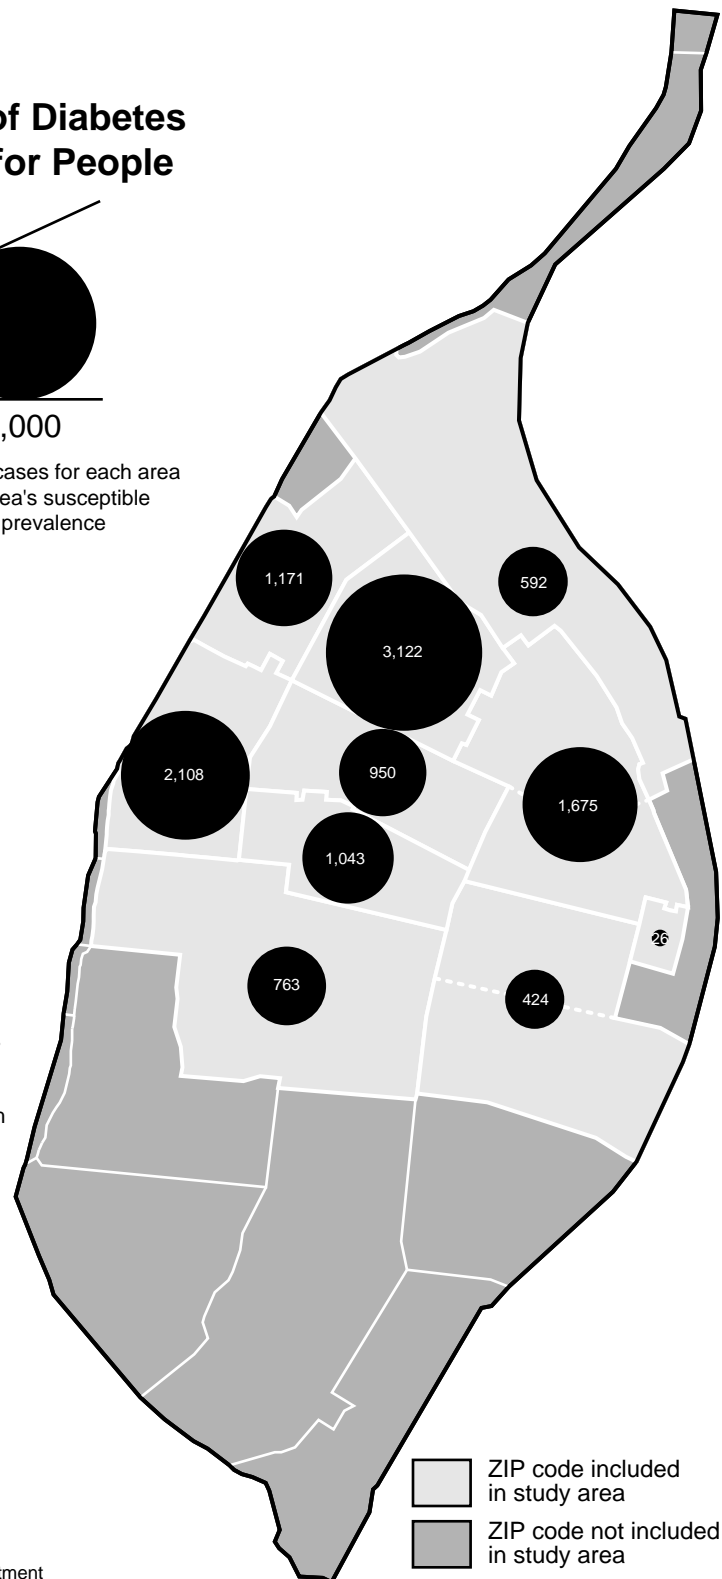 of Diabetes
for People
,000
cases for each area
ea's susceptible
prevalence
1,171
592
3,122
2,108
950
1,675
1,043
26
763
424
n
ZIP code included
in study area
ZIP code not included
in study area
tment